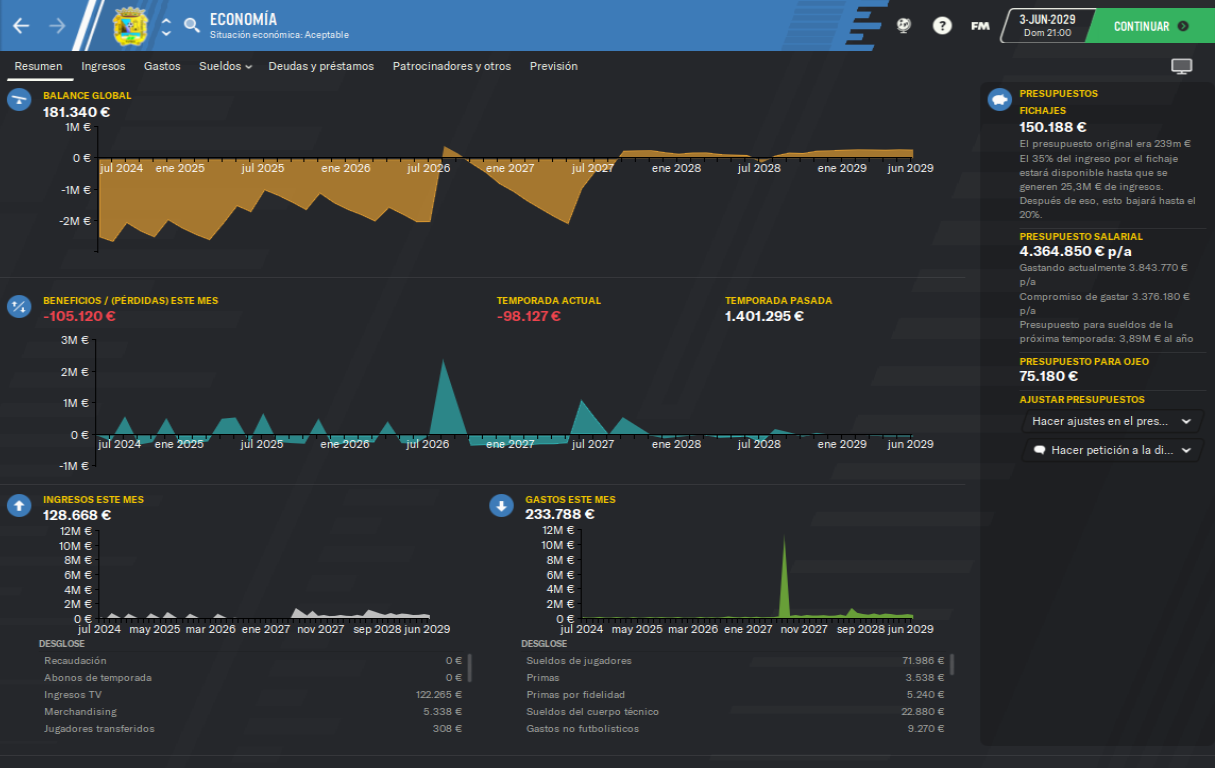 ECONOMÍA
Situación económica: Aceptable
?
FM
3-JUN-2029
Dom 21:00
CONTINUAR
Resumen
Ingresos
Gastos
Sueldos
Deudas y préstamos
Patrocinadores y otros
Previsión
BALANCE GLOBAL
181.340 €
1M €
0 €
-1M €
-2M €
jul 2024
ene 2025
jul 2025
ene 2026
jul 2026
ene 2027
jul 2027
ene 2028
jul 2028
ene 2029
jun 2029
BENEFICIOS / (PÉRDIDAS) ESTE MES
-105.120 €
TEMPORADA ACTUAL
-98.127 €
TEMPORADA PASADA
1.401.295 €
3M €
2M €
1M €
0 €
-1M €
jul 2024
ene 2025
jul 2025
ene 2026
jul 2026
ene 2027
jul 2027
ene 2028
jul 2028
ene 2029
jun 2029
INGRESOS ESTE MES
128.668 €
12M €
10M €
8M €
6M €
4M €
2M €
0 €
jul 2024
may 2025
mar 2026
ene 2027
nov 2027
sep 2028
jun 2029
DESGLOSE
Recaudación 0 €
Abonos de temporada 0 €
Ingresos TV 122.265 €
Merchandising 5.338 €
Jugadores transferidos 308 €
GASTOS ESTE MES
233.788 €
12M €
10M €
8M €
6M €
4M €
2M €
0 €
jul 2024
may 2025
mar 2026
ene 2027
nov 2027
sep 2028
jun 2029
DESGLOSE
Sueldos de jugadores 71.986 €
Primas 3.538 €
Primas por fidelidad 5.240 €
Sueldos del cuerpo técnico 22.880 €
Gastos no futbolísticos 9.270 €
PRESUPUESTOS
FICHAJES
150.188 €
El presupuesto original era 239m €
El 35% del ingreso por el fichaje
estará disponible hasta que se
generen 25,3M € de ingresos.
Después de eso, esto bajará hasta el
20%.
PRESUPUESTO SALARIAL
4.364.850 € p/a
Gastando actualmente 3.843.770 €
p/a
Compromiso de gastar 3.376.180 €
p/a
Presupuesto para sueldos de la
próxima temporada: 3,89M € al año
PRESUPUESTO PARA OJEO
75.180 €
AJUSTAR PRESUPUESTOS
Hacer ajustes en el pres...
Hacer petición a la di...